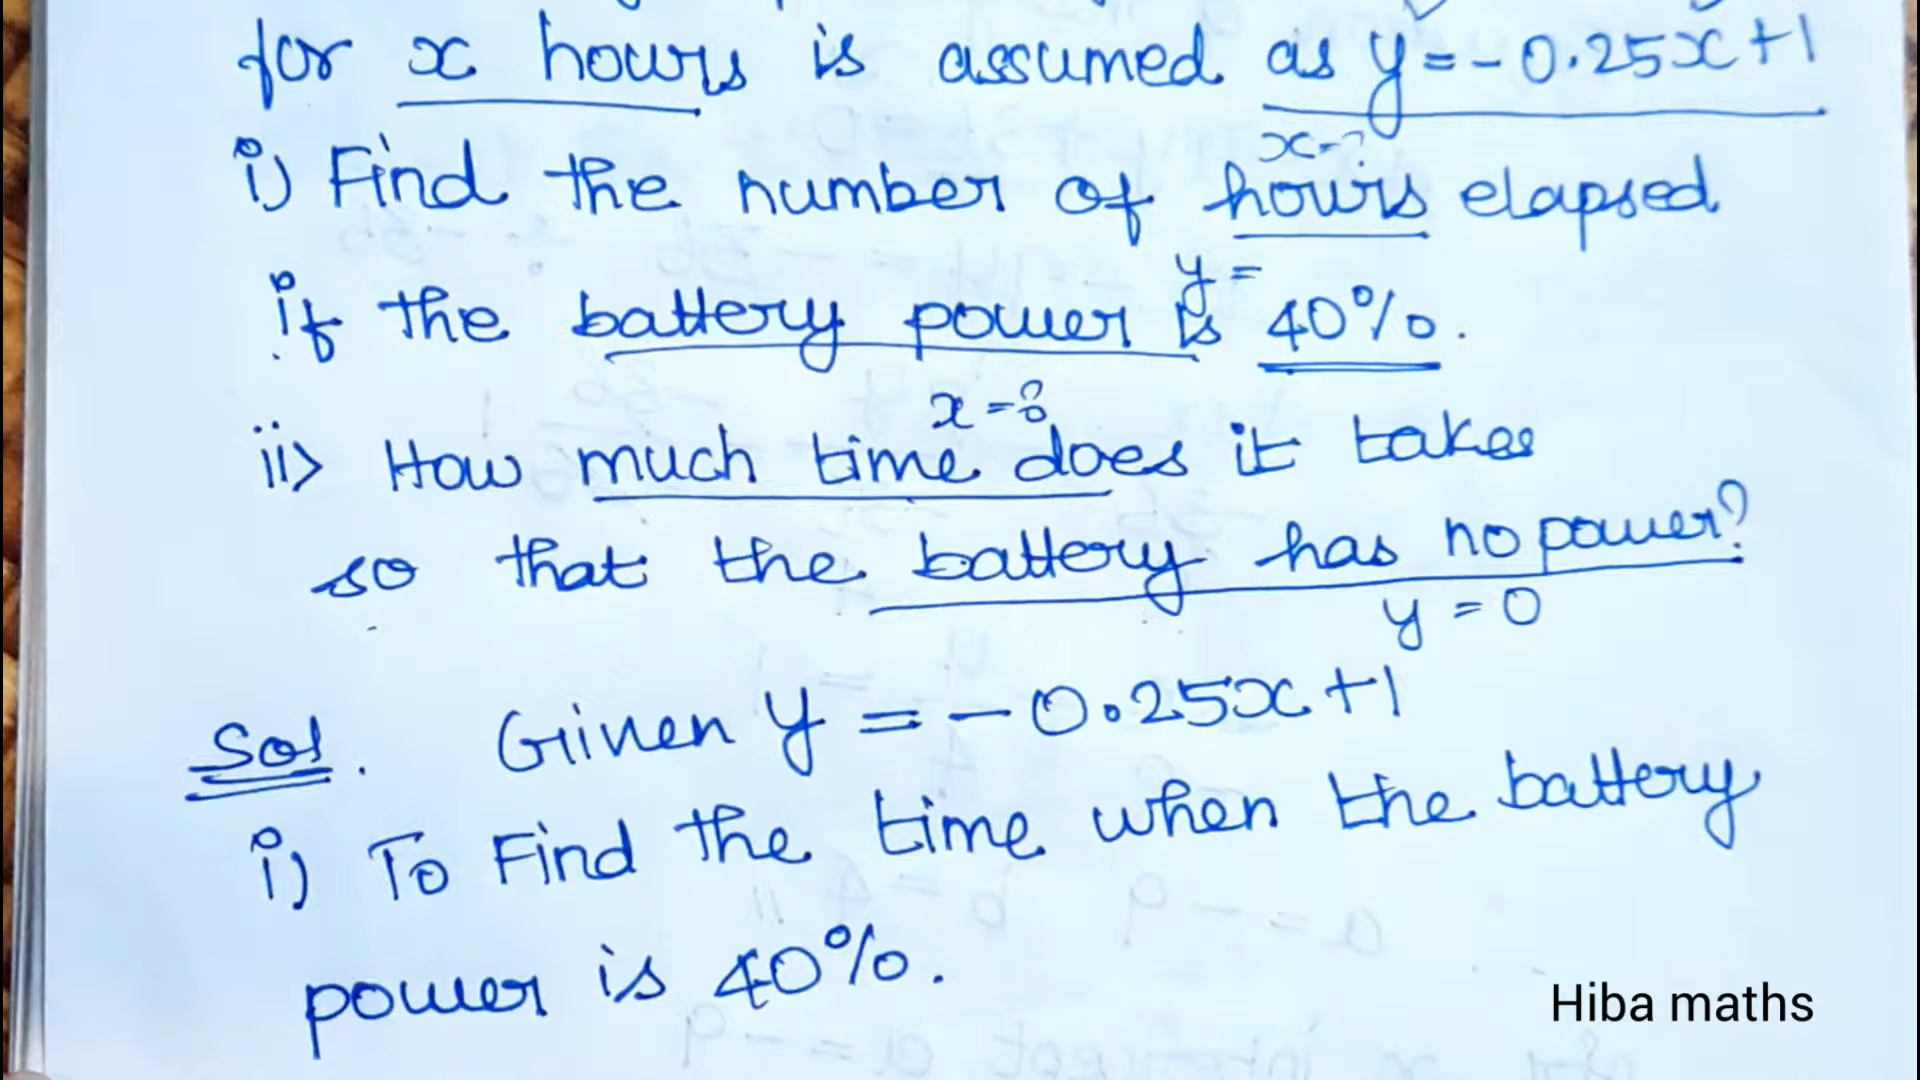 for x hours is assumed as y=-0.25x+1
x-?
i) Find the number of hours elapsed
y =
if the battery power is 40%.
x = ?
ii> How much time does it takes
so that the battery has no power?
y = 0
Sol. Given y = -0.25x+1
i) To Find the time when the battery
power is 40%.
Hiba maths